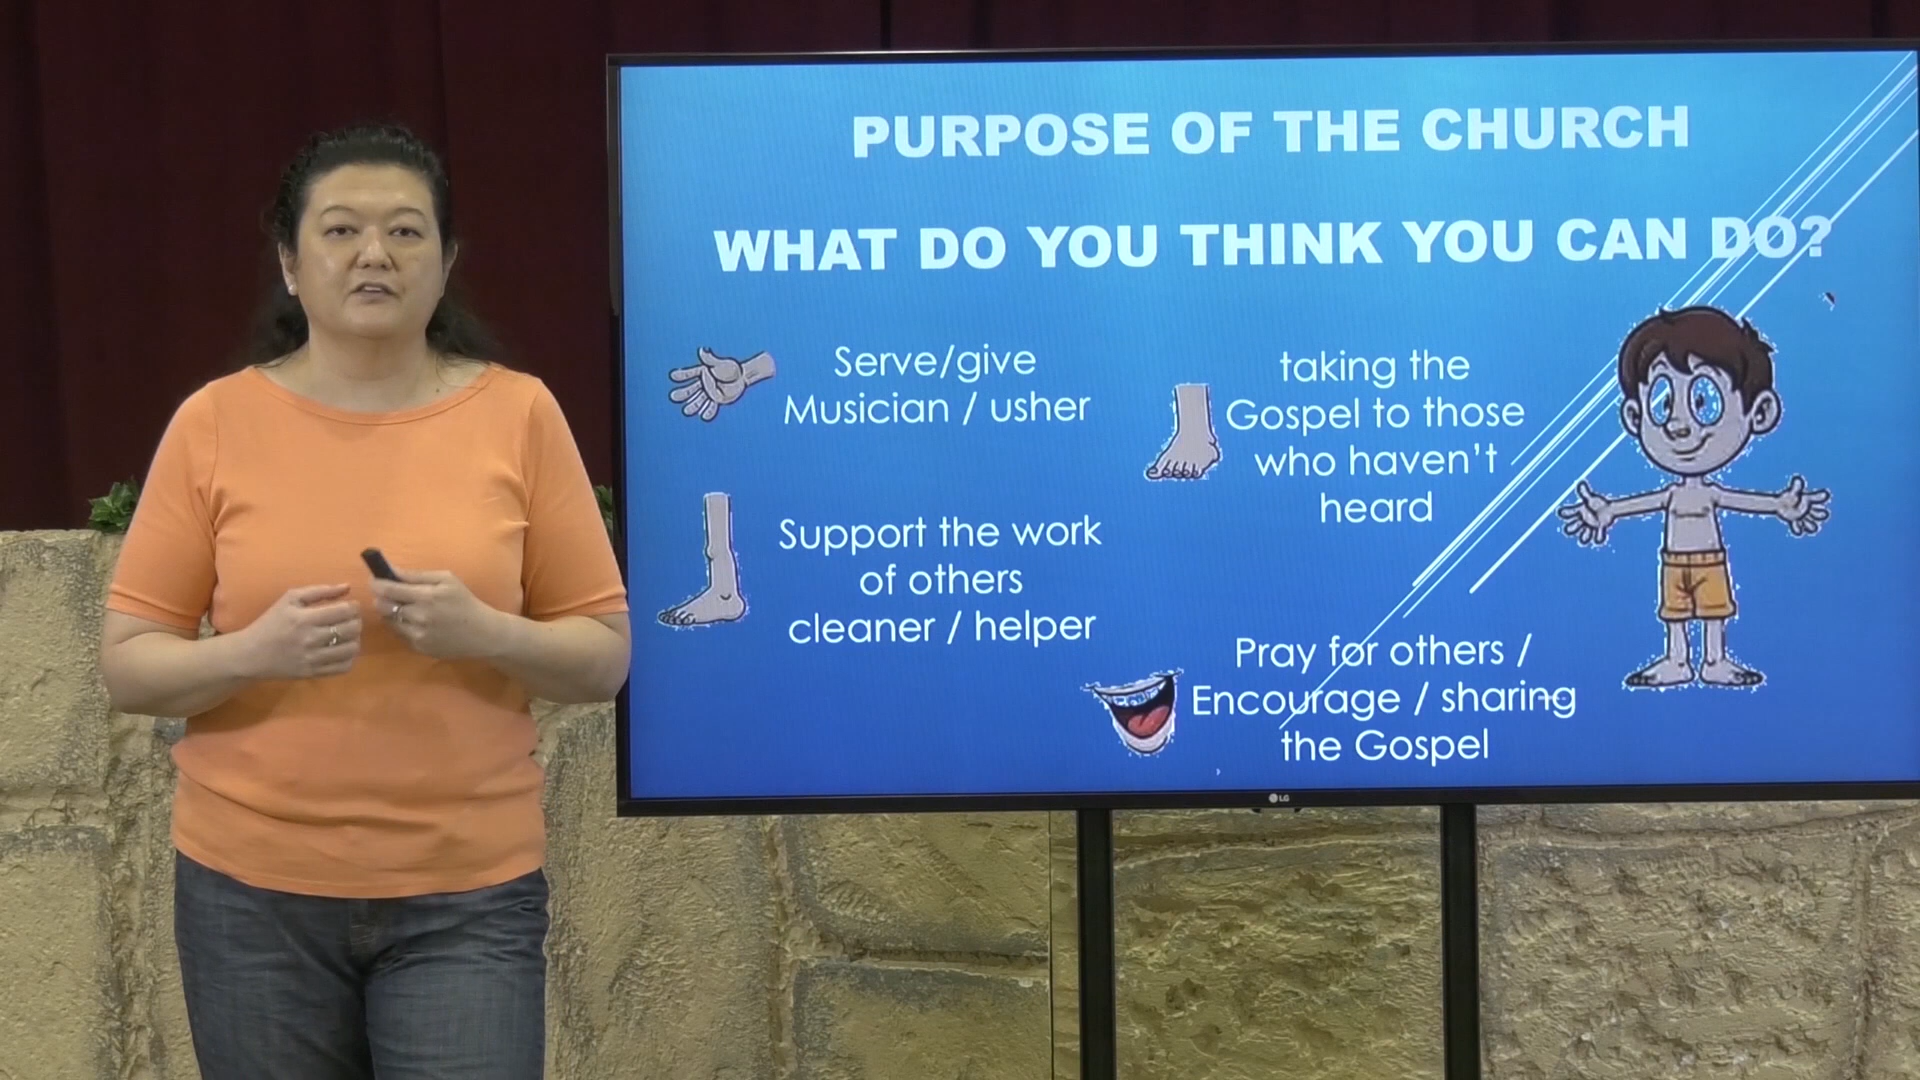 PURPOSE OF THE CHURCH
WHAT DO YOU THINK YOU CAN DO?
Serve/give
Musician / usher
taking the
Gospel to those
who haven't
heard
Support the work
of others
cleaner / helper
Pray for others /
Encourage / sharing
the Gospel
LG